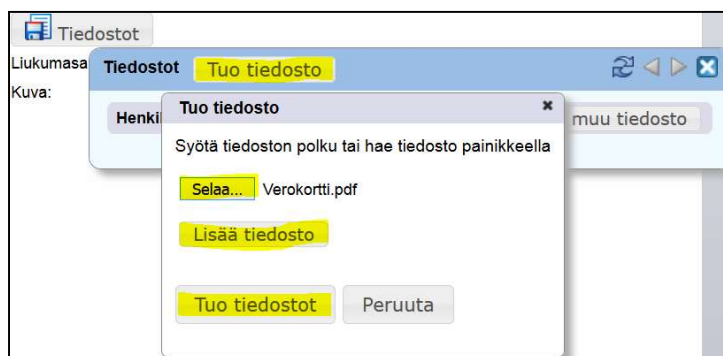 Tiedostot
Liukumasa
Tiedostot Tuo tiedosto
Kuva:
Henkil muu tiedosto
Tuo tiedosto
Syötä tiedoston polku tai hae tiedosto painikkeella
Selaa... Verokortti.pdf
Lisää tiedosto
Tuo tiedostot Peruuta